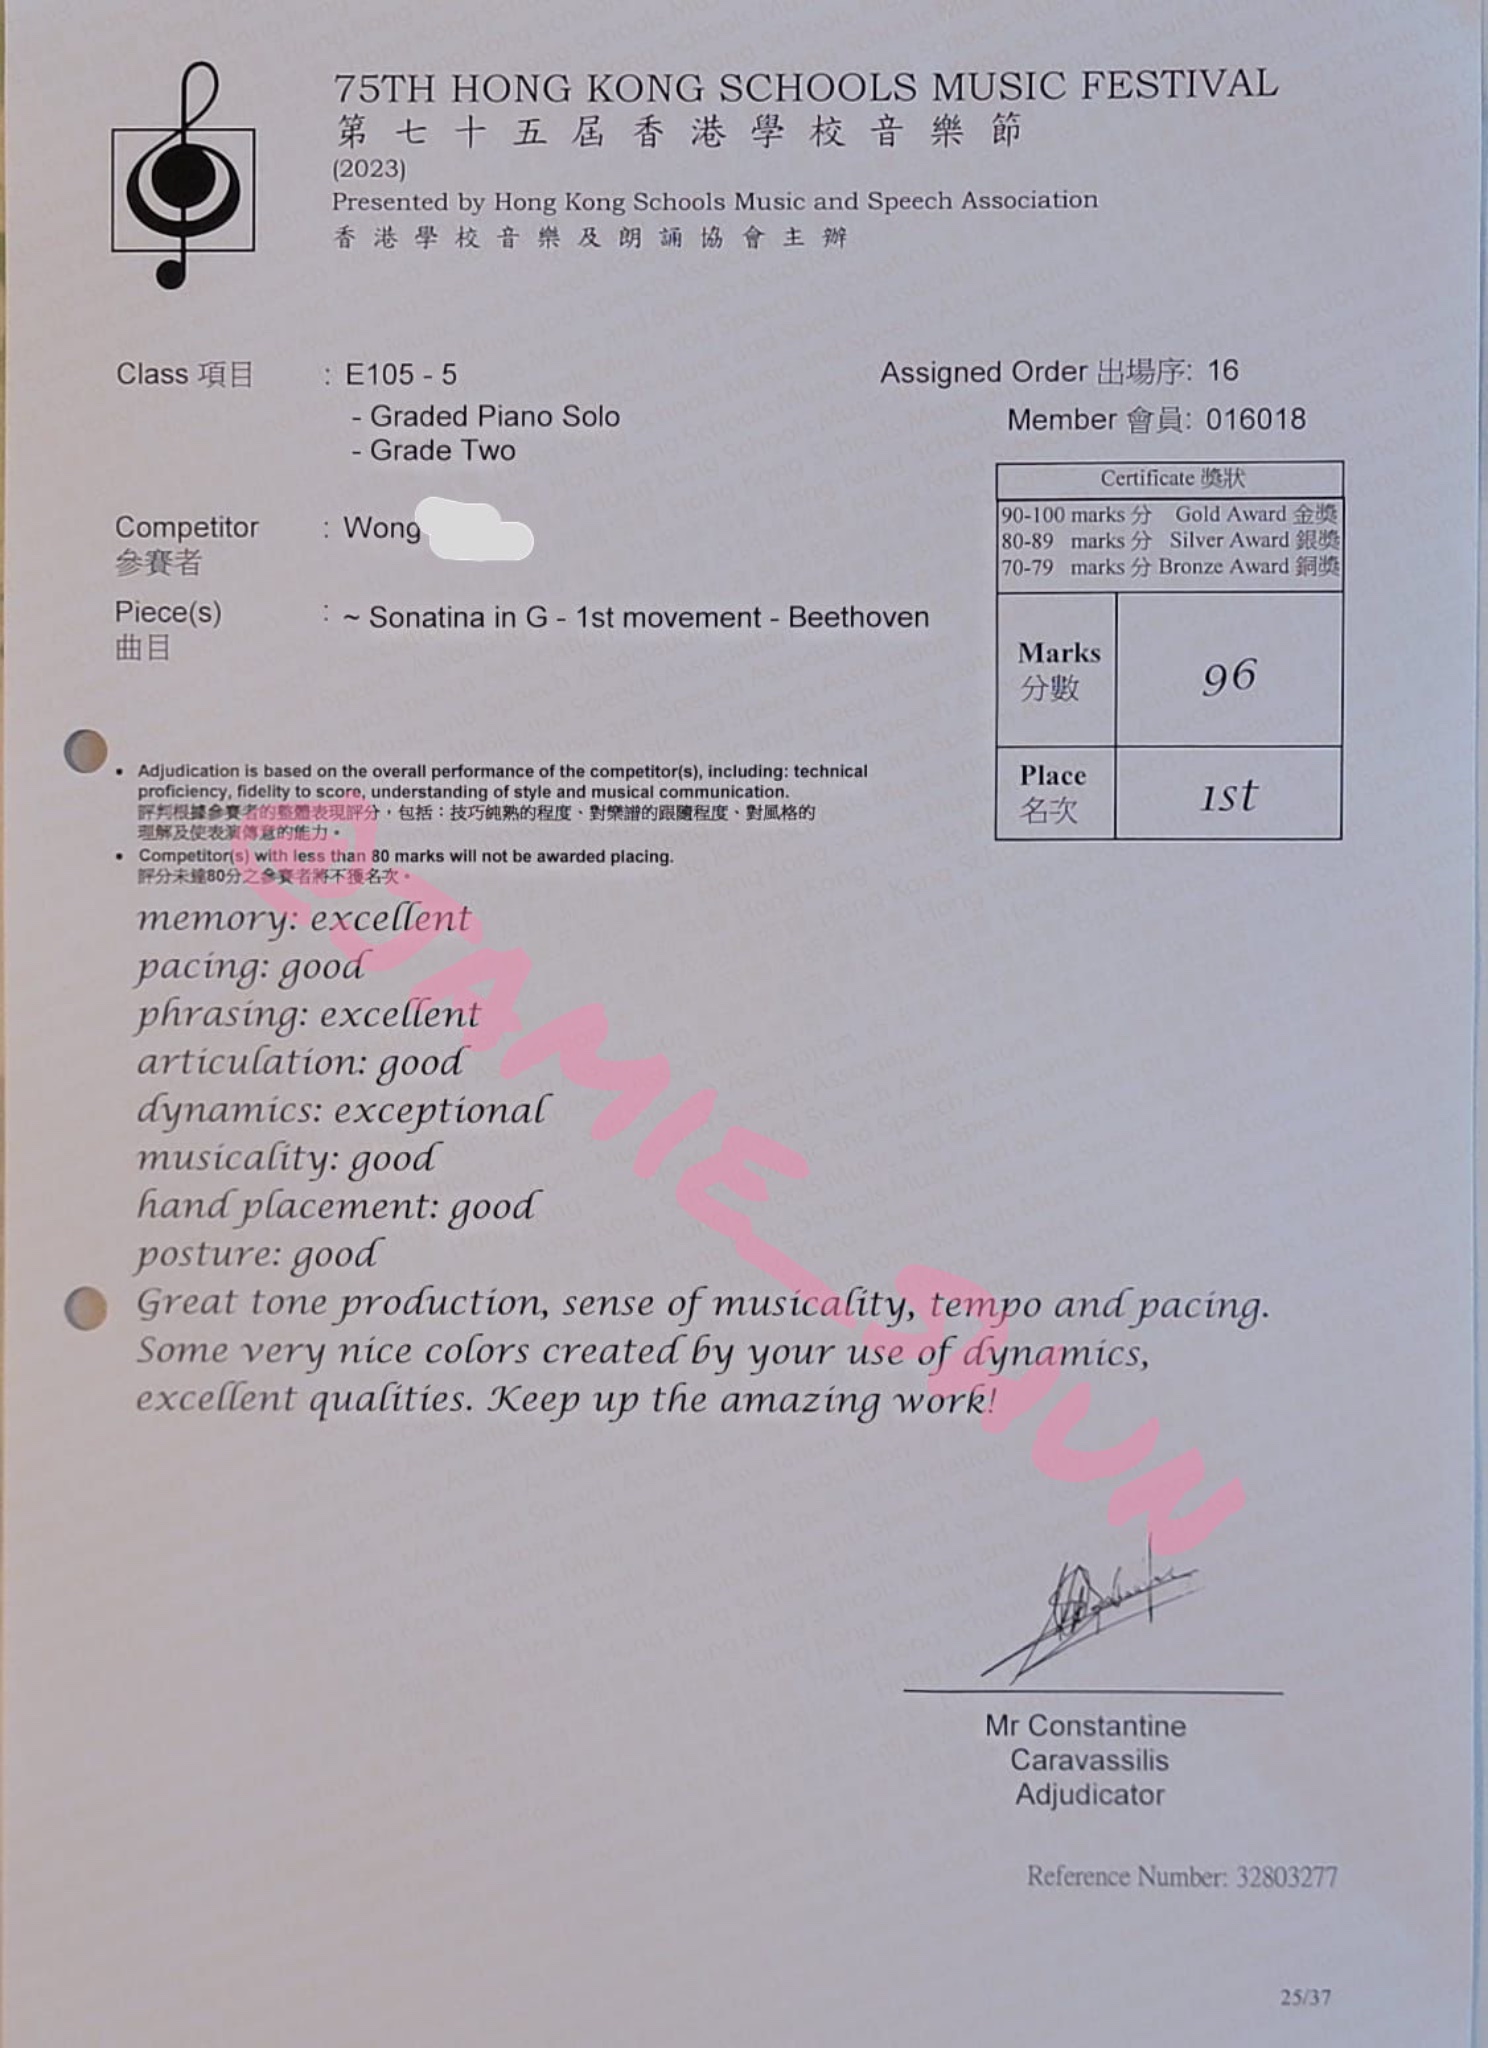 75TH HONG KONG SCHOOLS MUSIC FESTIVAL
第七十五屆香港學校音樂節
(2023)
Presented by Hong Kong Schools Music and Speech Association
香港學校音樂及朗誦協會主辦
Class 項目 : E105 - 5
- Graded Piano Solo
- Grade Two
Assigned Order 出場序: 16
Member 會員: 016018
Competitor : Wong
參賽者
Piece(s) : ~ Sonatina in G - 1st movement - Beethoven
曲目
Certificate 獎狀
90-100 marks 分 Gold Award 金獎
80-89 marks 分 Silver Award 銀獎
70-79 marks 分 Bronze Award 銅獎
Marks 96
分數
Place 1st
名次
• Adjudication is based on the overall performance of the competitor(s), including: technical
proficiency, fidelity to score, understanding of style and musical communication.
評判根據參賽者的整體表現評分，包括：技巧純熟的程度、對樂譜的跟隨程度、對風格的
理解及使表演傳意的能力。
• Competitor(s) with less than 80 marks will not be awarded placing.
評分未達80分之參賽者將不獲名次。
memory: excellent
pacing: good
phrasing: excellent
articulation: good
dynamics: exceptional
musicality: good
hand placement: good
posture: good
Great tone production, sense of musicality, tempo and pacing.
Some very nice colors created by your use of dynamics,
excellent qualities. Keep up the amazing work!
@JAMIE_SHUN
Mr Constantine
Caravassilis
Adjudicator
Reference Number: 32803277
25/37